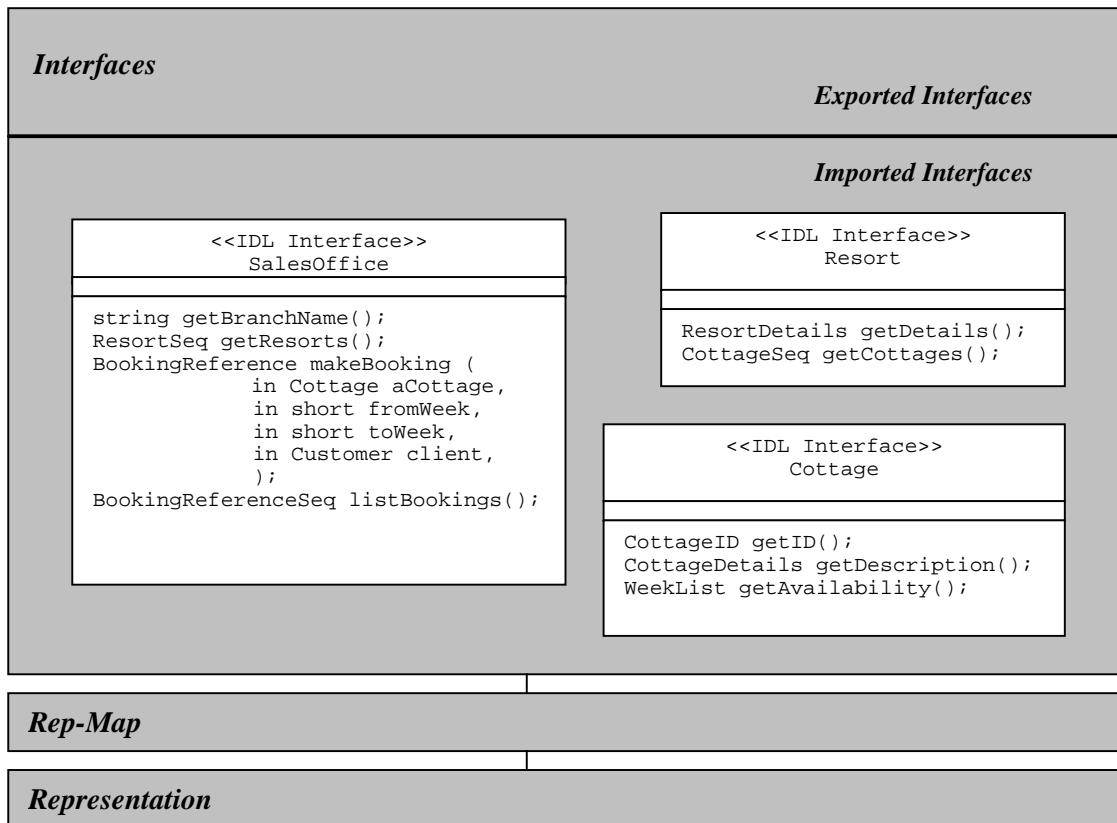 Interfaces
Exported Interfaces
Imported Interfaces
<<IDL Interface>>
SalesOffice
string getBranchName();
ResortSeq getResorts();
BookingReference makeBooking (
in Cottage aCottage,
in short fromWeek,
in short toWeek,
in Customer client,
);
BookingReferenceSeq listBookings();
<<IDL Interface>>
Resort
ResortDetails getDetails();
CottageSeq getCottages();
<<IDL Interface>>
Cottage
CottageID getID();
CottageDetails getDescription();
WeekList getAvailability();
Rep-Map
Representation